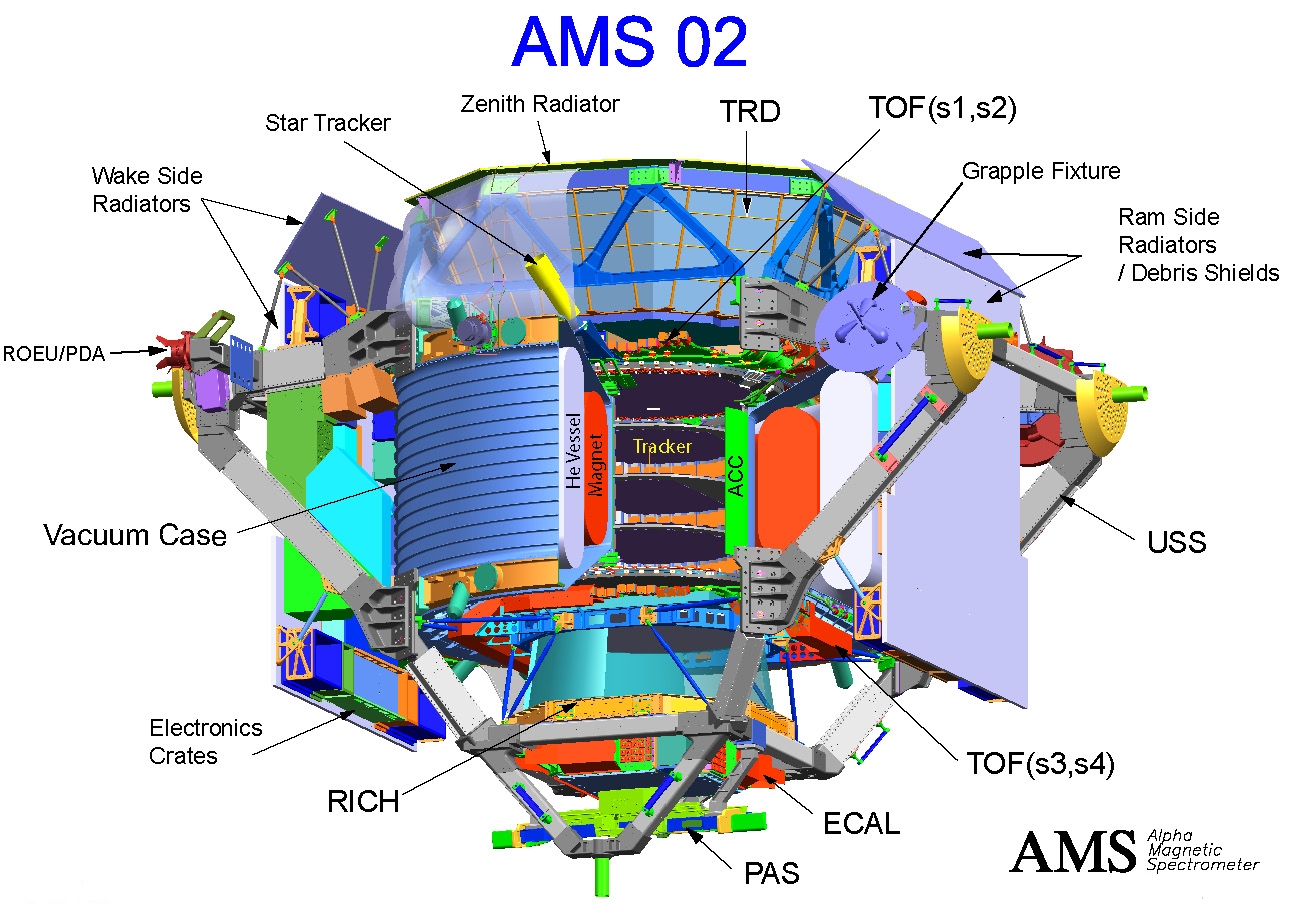 AMS 02
Zenith Radiator
TRD
TOF(s1,s2)
Star Tracker
Grapple Fixture
Wake Side
Radiators
Ram Side
Radiators
/ Debris Shields
ROEU/PDA
He Vessel
Magnet
Tracker
ACC
Vacuum Case
USS
Electronics
Crates
RICH
TOF(s3,s4)
ECAL
PAS
AMS
Alpha
Magnetic
Spectrometer